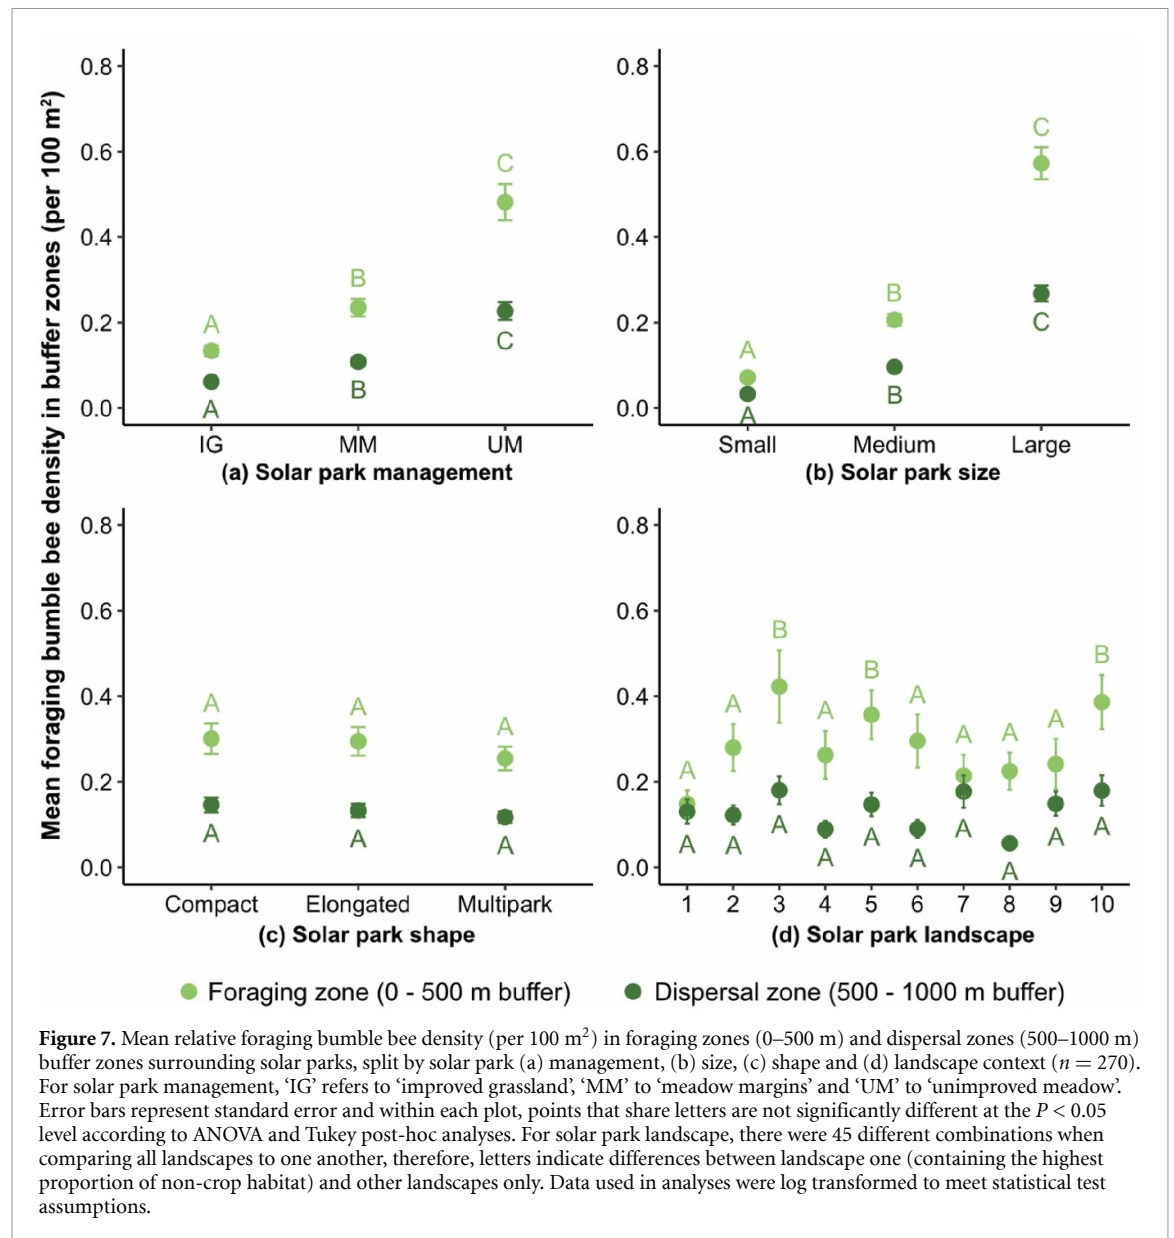 Mean foraging bumble bee density in buffer zones (per 100 m²)
0.8
0.6
0.4
0.2
0.0
A
B
C
A
B
C
IG
MM
UM
(a) Solar park management
0.8
0.6
0.4
0.2
0.0
A
B
C
A
B
C
Small
Medium
Large
(b) Solar park size
0.8
0.6
0.4
0.2
0.0
A
A
A
A
A
A
Compact
Elongated
Multipark
(c) Solar park shape
0.8
0.6
0.4
0.2
0.0
A
A
B
A
B
A
A
A
A
B
A
A
A
A
A
A
A
A
A
A
1 2 3 4 5 6 7 8 9 10
(d) Solar park landscape
Foraging zone (0 - 500 m buffer)
Dispersal zone (500 - 1000 m buffer)
Figure 7. Mean relative foraging bumble bee density (per 100 m²) in foraging zones (0–500 m) and dispersal zones (500–1000 m)
buffer zones surrounding solar parks, split by solar park (a) management, (b) size, (c) shape and (d) landscape context (n = 270).
For solar park management, ‘IG’ refers to ‘improved grassland’, ‘MM’ to ‘meadow margins’ and ‘UM’ to ‘unimproved meadow’.
Error bars represent standard error and within each plot, points that share letters are not significantly different at the P < 0.05
level according to ANOVA and Tukey post-hoc analyses. For solar park landscape, there were 45 different combinations when
comparing all landscapes to one another, therefore, letters indicate differences between landscape one (containing the highest
proportion of non-crop habitat) and other landscapes only. Data used in analyses were log transformed to meet statistical test
assumptions.